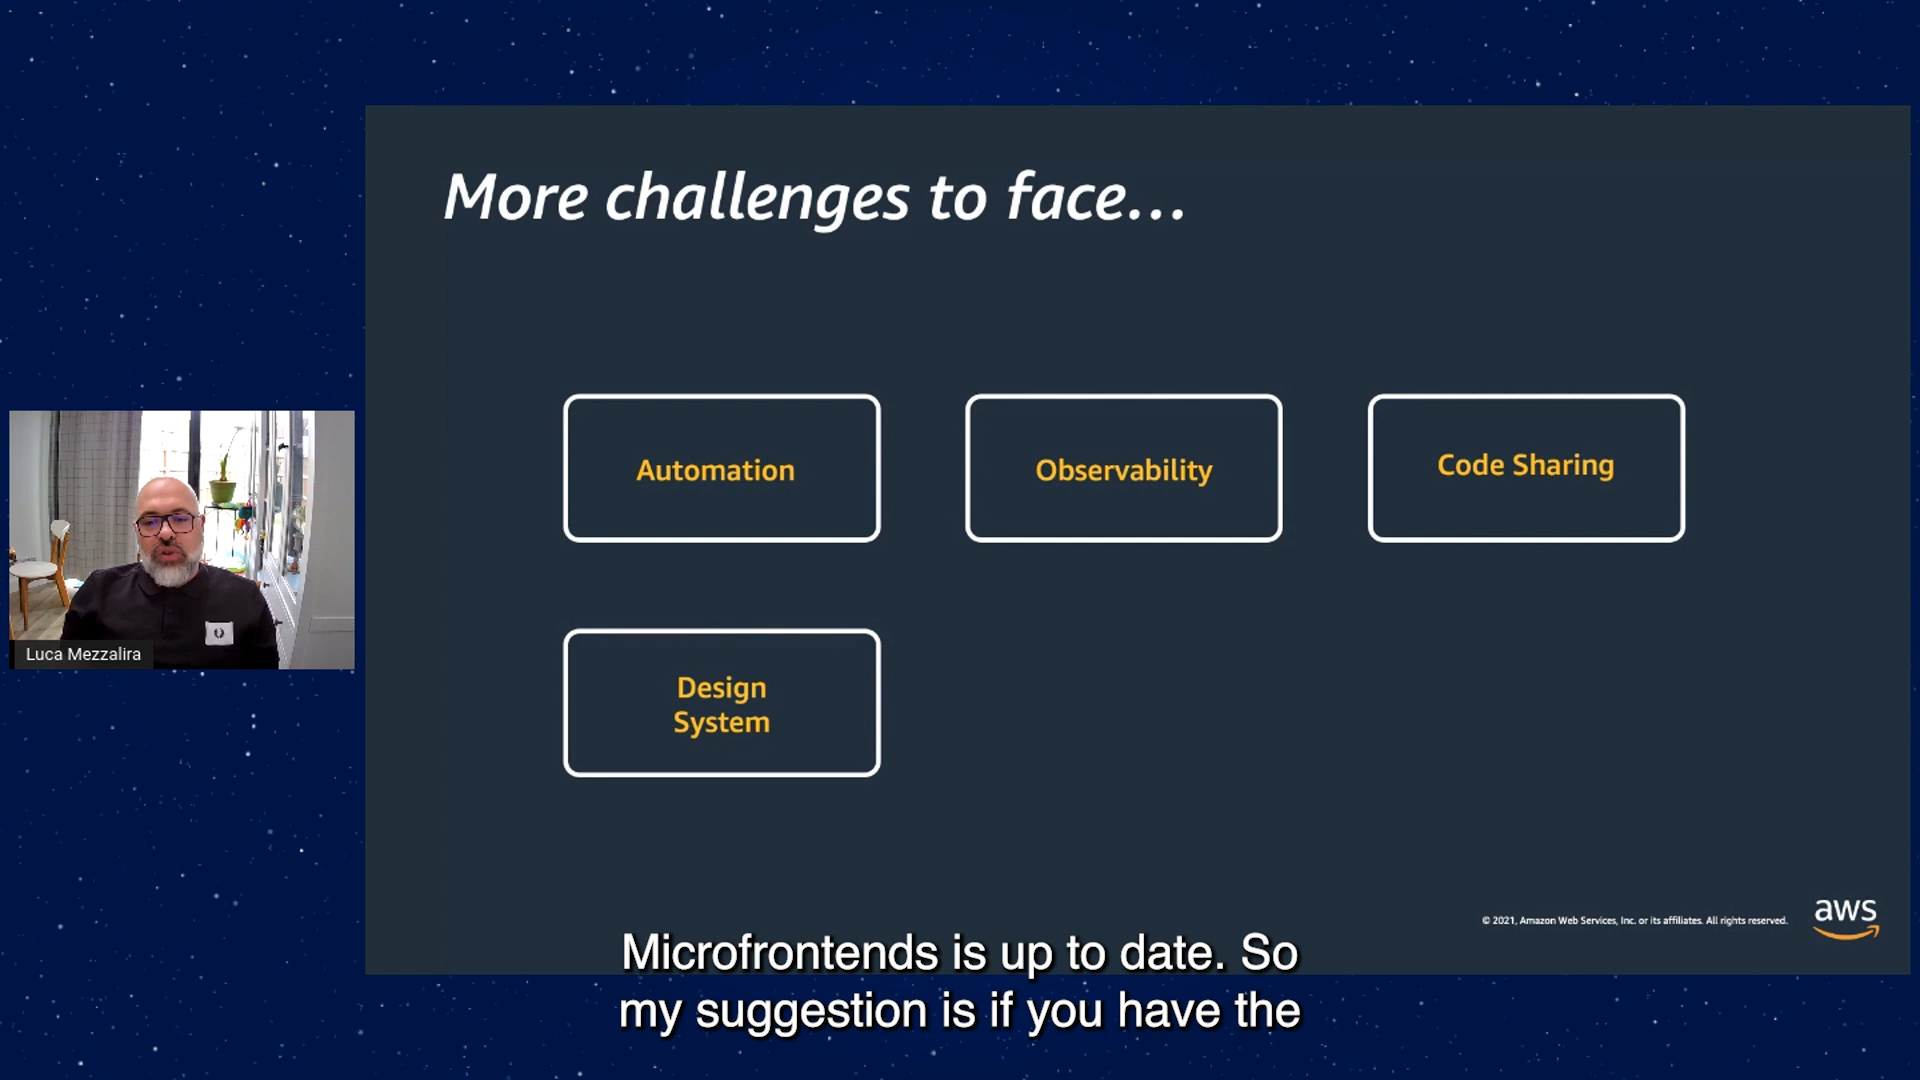 More challenges to face...
Automation
Observability
Code Sharing
Design
System
Luca Mezzalira
© 2021, Amazon Web Services, Inc. or its affiliates. All rights reserved.
aws
Microfrontends is up to date. So
my suggestion is if you have the